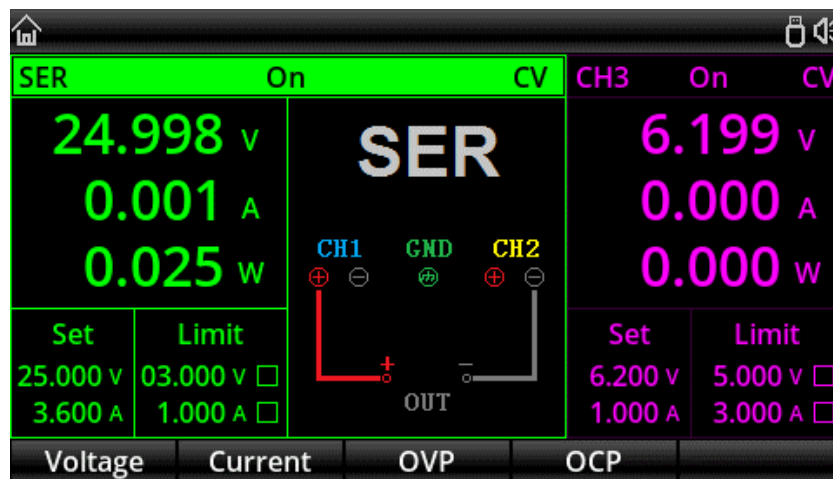 SER On CV CH3 On CV
24.998 V
0.001 A
0.025 W
SER
CH1 GND CH2
+ −
OUT
6.199 V
0.000 A
0.000 W
Set Limit
25.000 V 03.000 V
3.600 A 1.000 A
Set Limit
6.200 V 5.000 V
1.000 A 3.000 A
Voltage Current OVP OCP